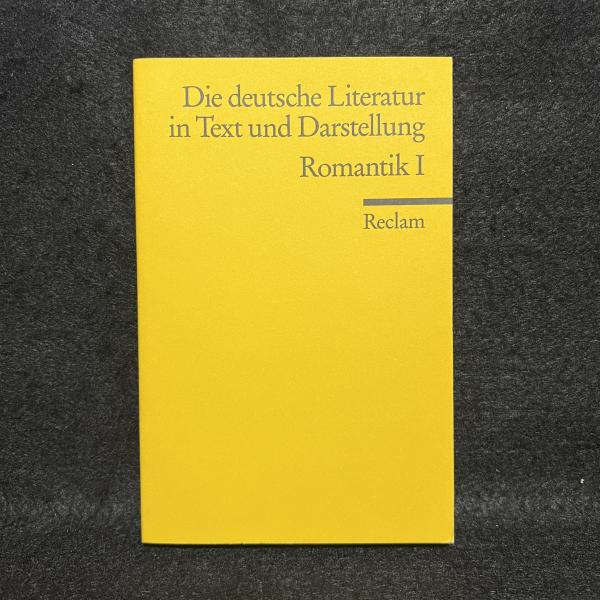 Die deutsche Literatur
in Text und Darstellung
Romantik I
Reclam